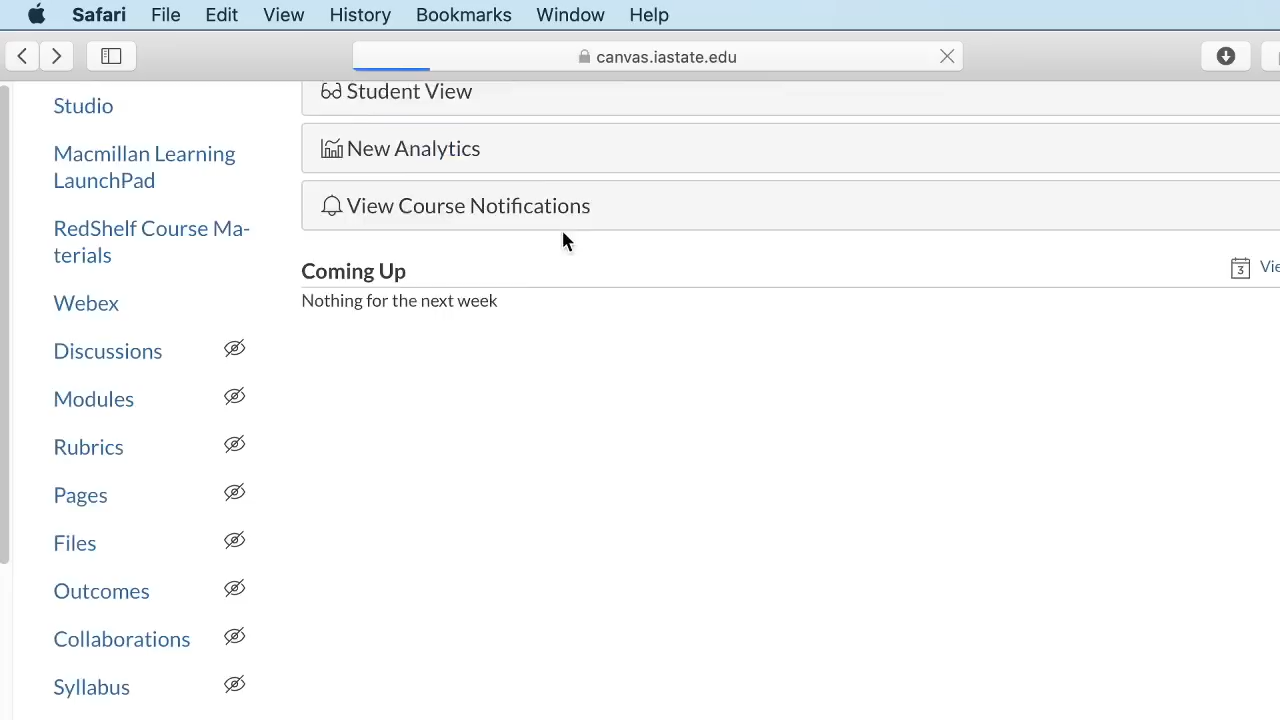 Safari File Edit View History Bookmarks Window Help
canvas.iastate.edu
Studio
Macmillan Learning
LaunchPad
RedShelf Course Ma-
terials
Webex
Discussions
Modules
Rubrics
Pages
Files
Outcomes
Collaborations
Syllabus
Student View
New Analytics
View Course Notifications
Coming Up
3
Nothing for the next week